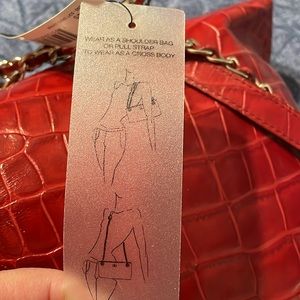 WEAR AS A SHOULDER BAG
OR PULL STRAP
TO WEAR AS A CROSS BODY